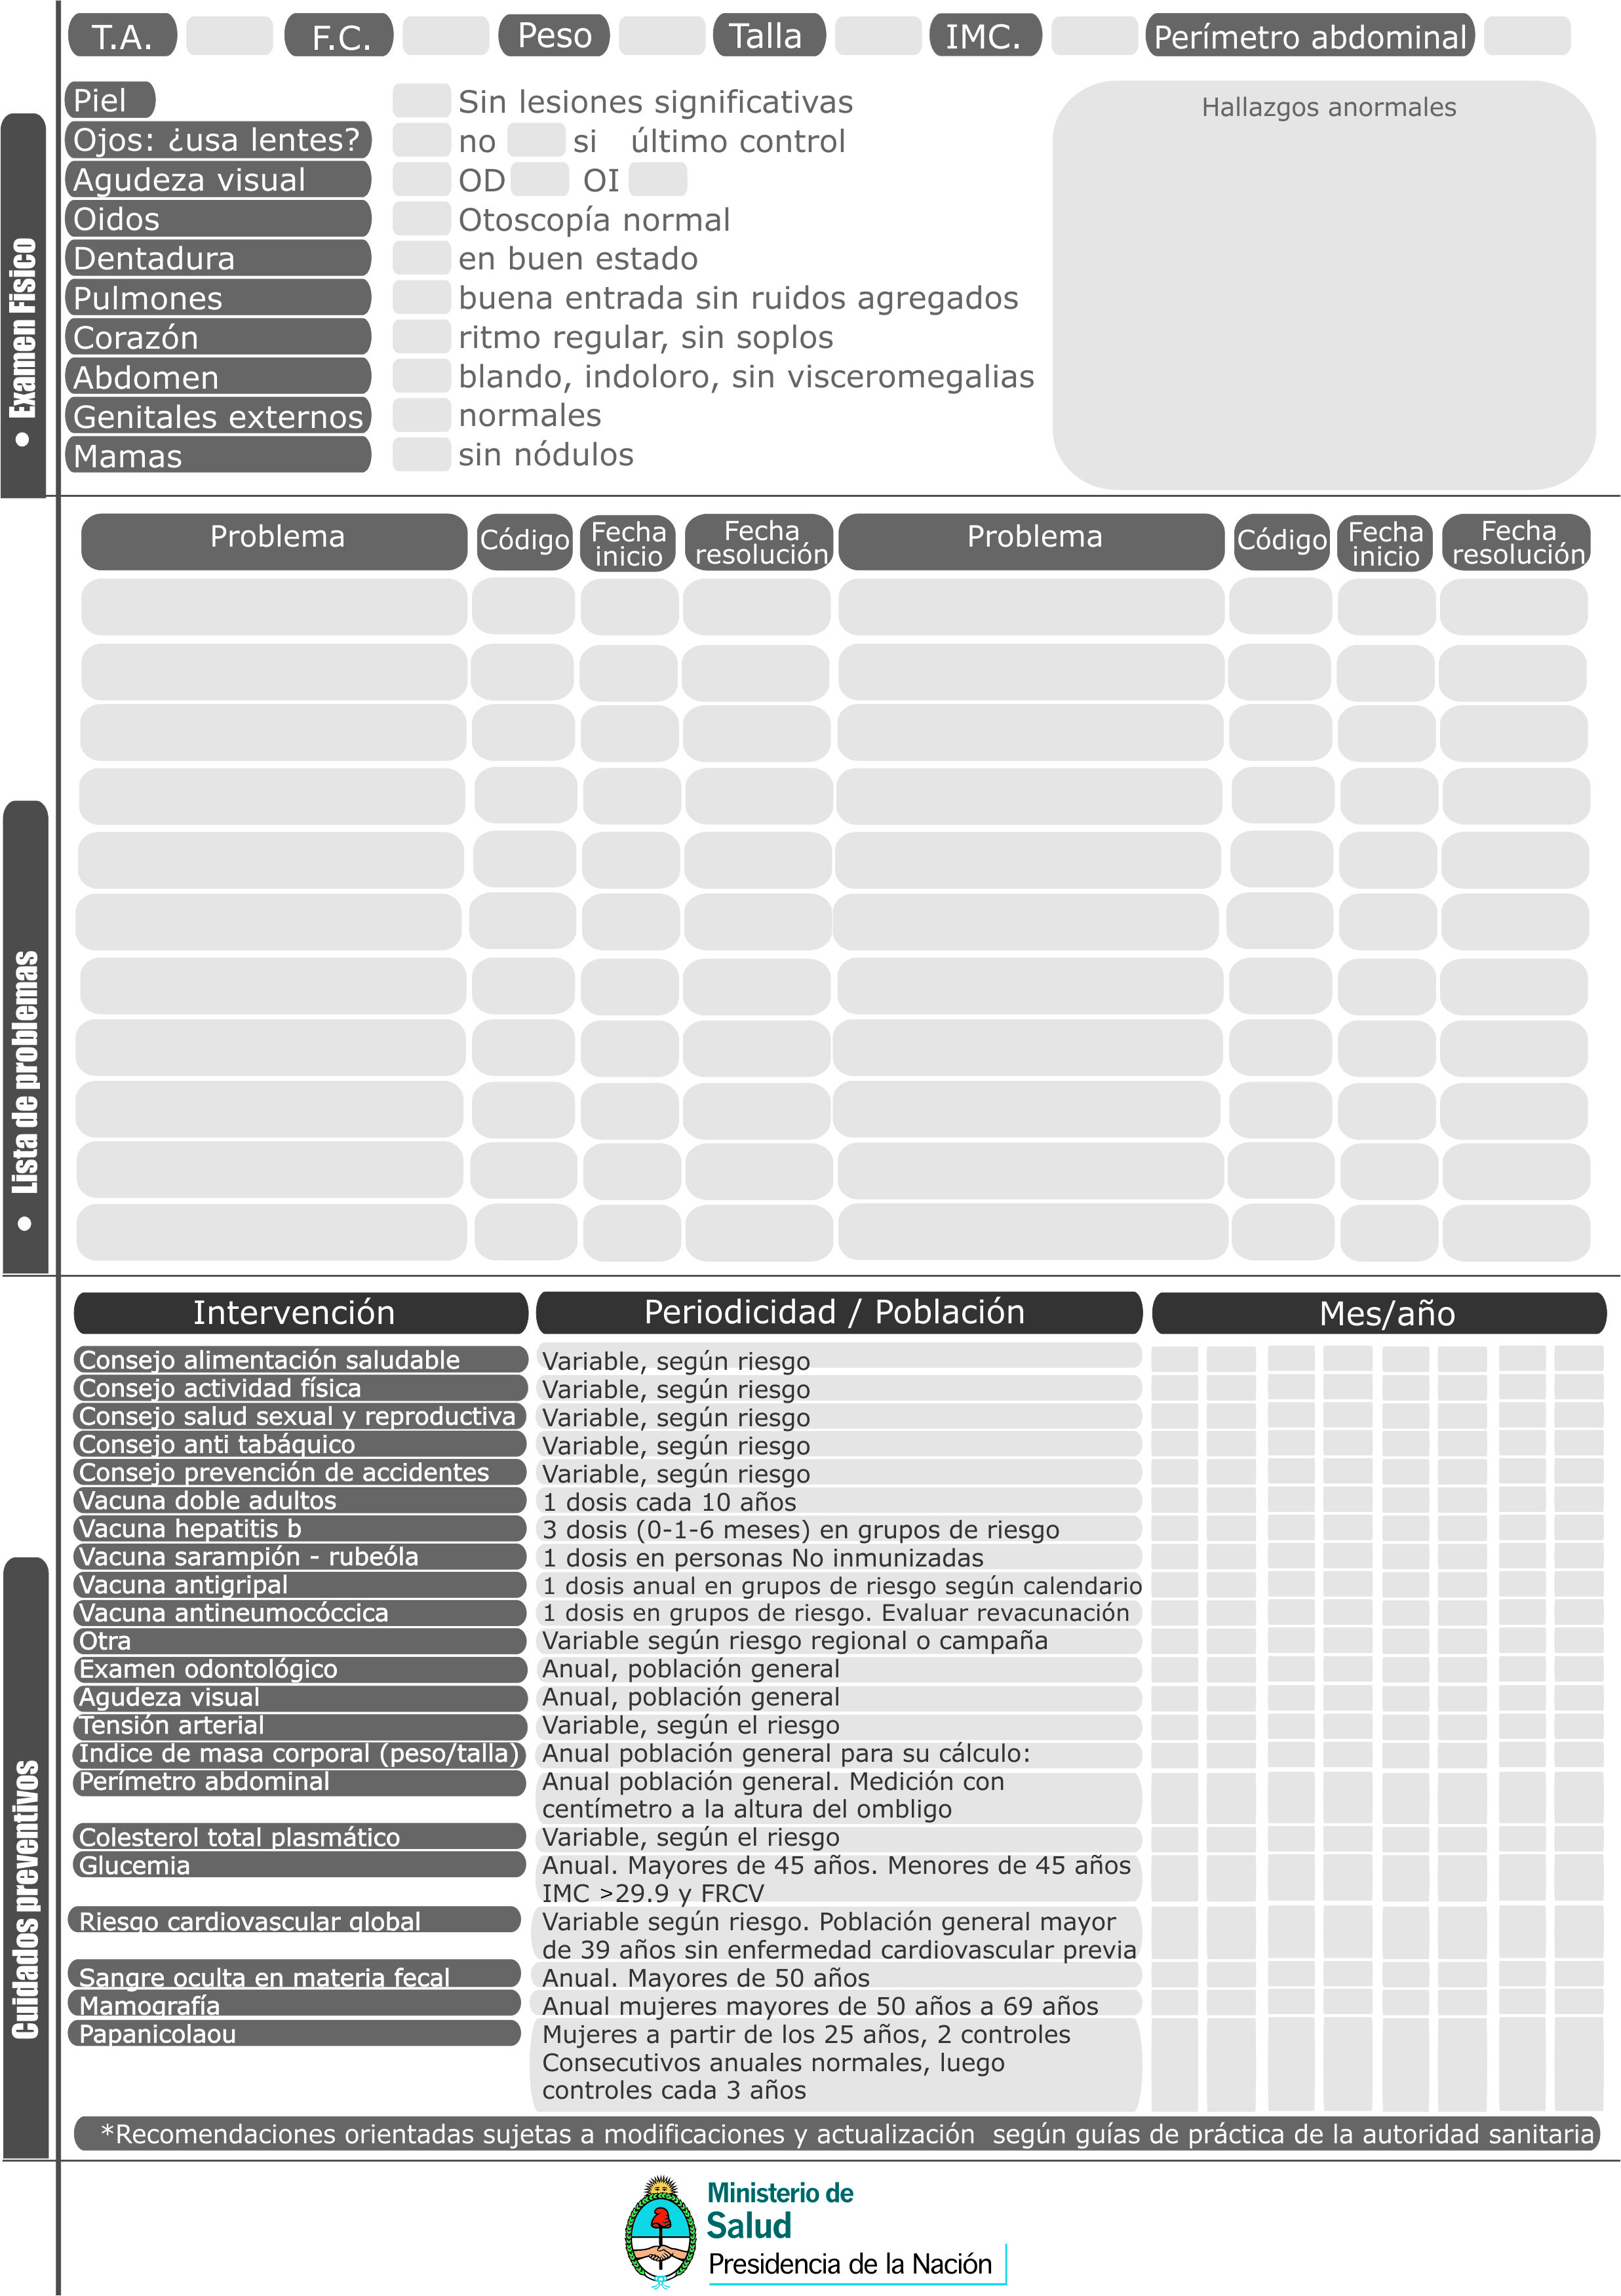 T.A. F.C. Peso Talla IMC. Perímetro abdominal
Examen Fisico
Piel Sin lesiones significativas
Ojos: ¿usa lentes? no si último control
Agudeza visual OD OI
Oidos Otoscopía normal
Dentadura en buen estado
Pulmones buena entrada sin ruidos agregados
Corazón ritmo regular, sin soplos
Abdomen blando, indoloro, sin visceromegalias
Genitales externos normales
Mamas sin nódulos
Hallazgos anormales
Lista de problemas
Problema Código Fecha inicio Fecha resolución Problema Código Fecha inicio Fecha resolución
Cuidados preventivos
Intervención Periodicidad / Población Mes/año
Consejo alimentación saludable Variable, según riesgo
Consejo actividad física Variable, según riesgo
Consejo salud sexual y reproductiva Variable, según riesgo
Consejo anti tabáquico Variable, según riesgo
Consejo prevención de accidentes Variable, según riesgo
Vacuna doble adultos 1 dosis cada 10 años
Vacuna hepatitis b 3 dosis (0-1-6 meses) en grupos de riesgo
Vacuna sarampión - rubeóla 1 dosis en personas No inmunizadas
Vacuna antigripal 1 dosis anual en grupos de riesgo según calendario
Vacuna antineumocóccica 1 dosis en grupos de riesgo. Evaluar revacunación
Otra Variable según riesgo regional o campaña
Examen odontológico Anual, población general
Agudeza visual Anual, población general
Tensión arterial Variable, según el riesgo
Indice de masa corporal (peso/talla) Anual población general para su cálculo:
Perímetro abdominal Anual población general. Medición con
centímetro a la altura del ombligo
Colesterol total plasmático Variable, según el riesgo
Glucemia Anual. Mayores de 45 años. Menores de 45 años
IMC >29.9 y FRCV
Riesgo cardiovascular global Variable según riesgo. Población general mayor
de 39 años sin enfermedad cardiovascular previa
Sangre oculta en materia fecal Anual. Mayores de 50 años
Mamografía Anual mujeres mayores de 50 años a 69 años
Papanicolaou Mujeres a partir de los 25 años, 2 controles
Consecutivos anuales normales, luego
controles cada 3 años
*Recomendaciones orientadas sujetas a modificaciones y actualización según guías de práctica de la autoridad sanitaria
Ministerio de
Salud
Presidencia de la Nación